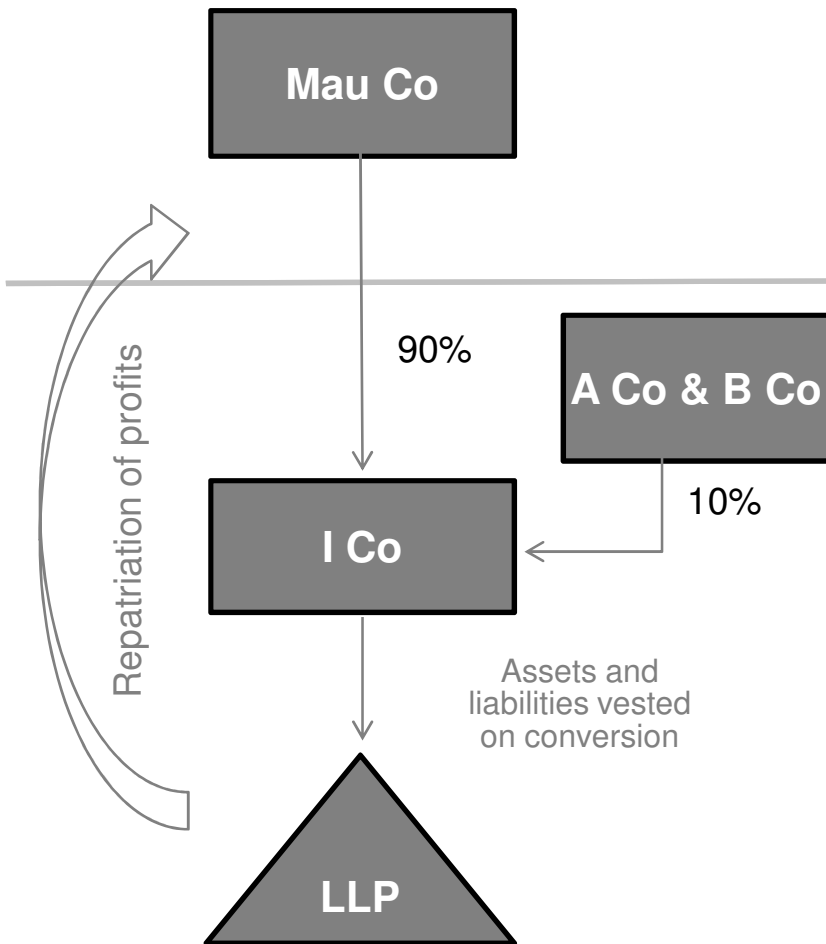 Mau Co
90%
A Co & B Co
10%
Repatriation of profits
I Co
Assets and
liabilities vested
on conversion
LLP